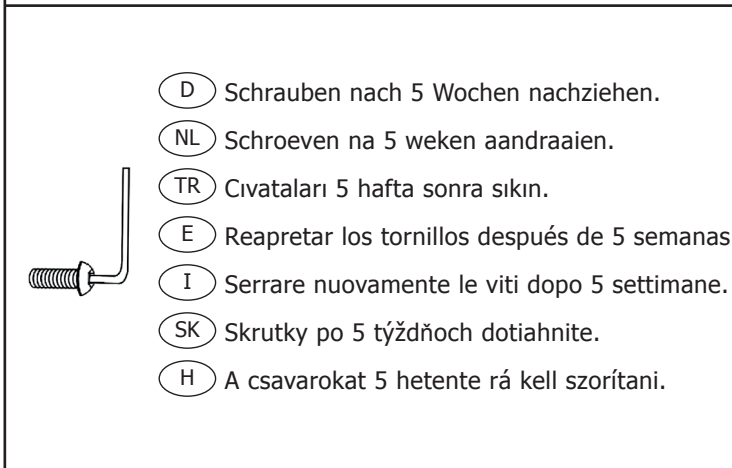 D Schrauben nach 5 Wochen nachziehen.
NL Schroeven na 5 weken aandraaien.
TR Cıvataları 5 hafta sonra sıkın.
E Reapretar los tornillos después de 5 semanas
I Serrare nuovamente le viti dopo 5 settimane.
SK Skrutky po 5 týždňoch dotiahnite.
H A csavarokat 5 hetente rá kell szorítani.